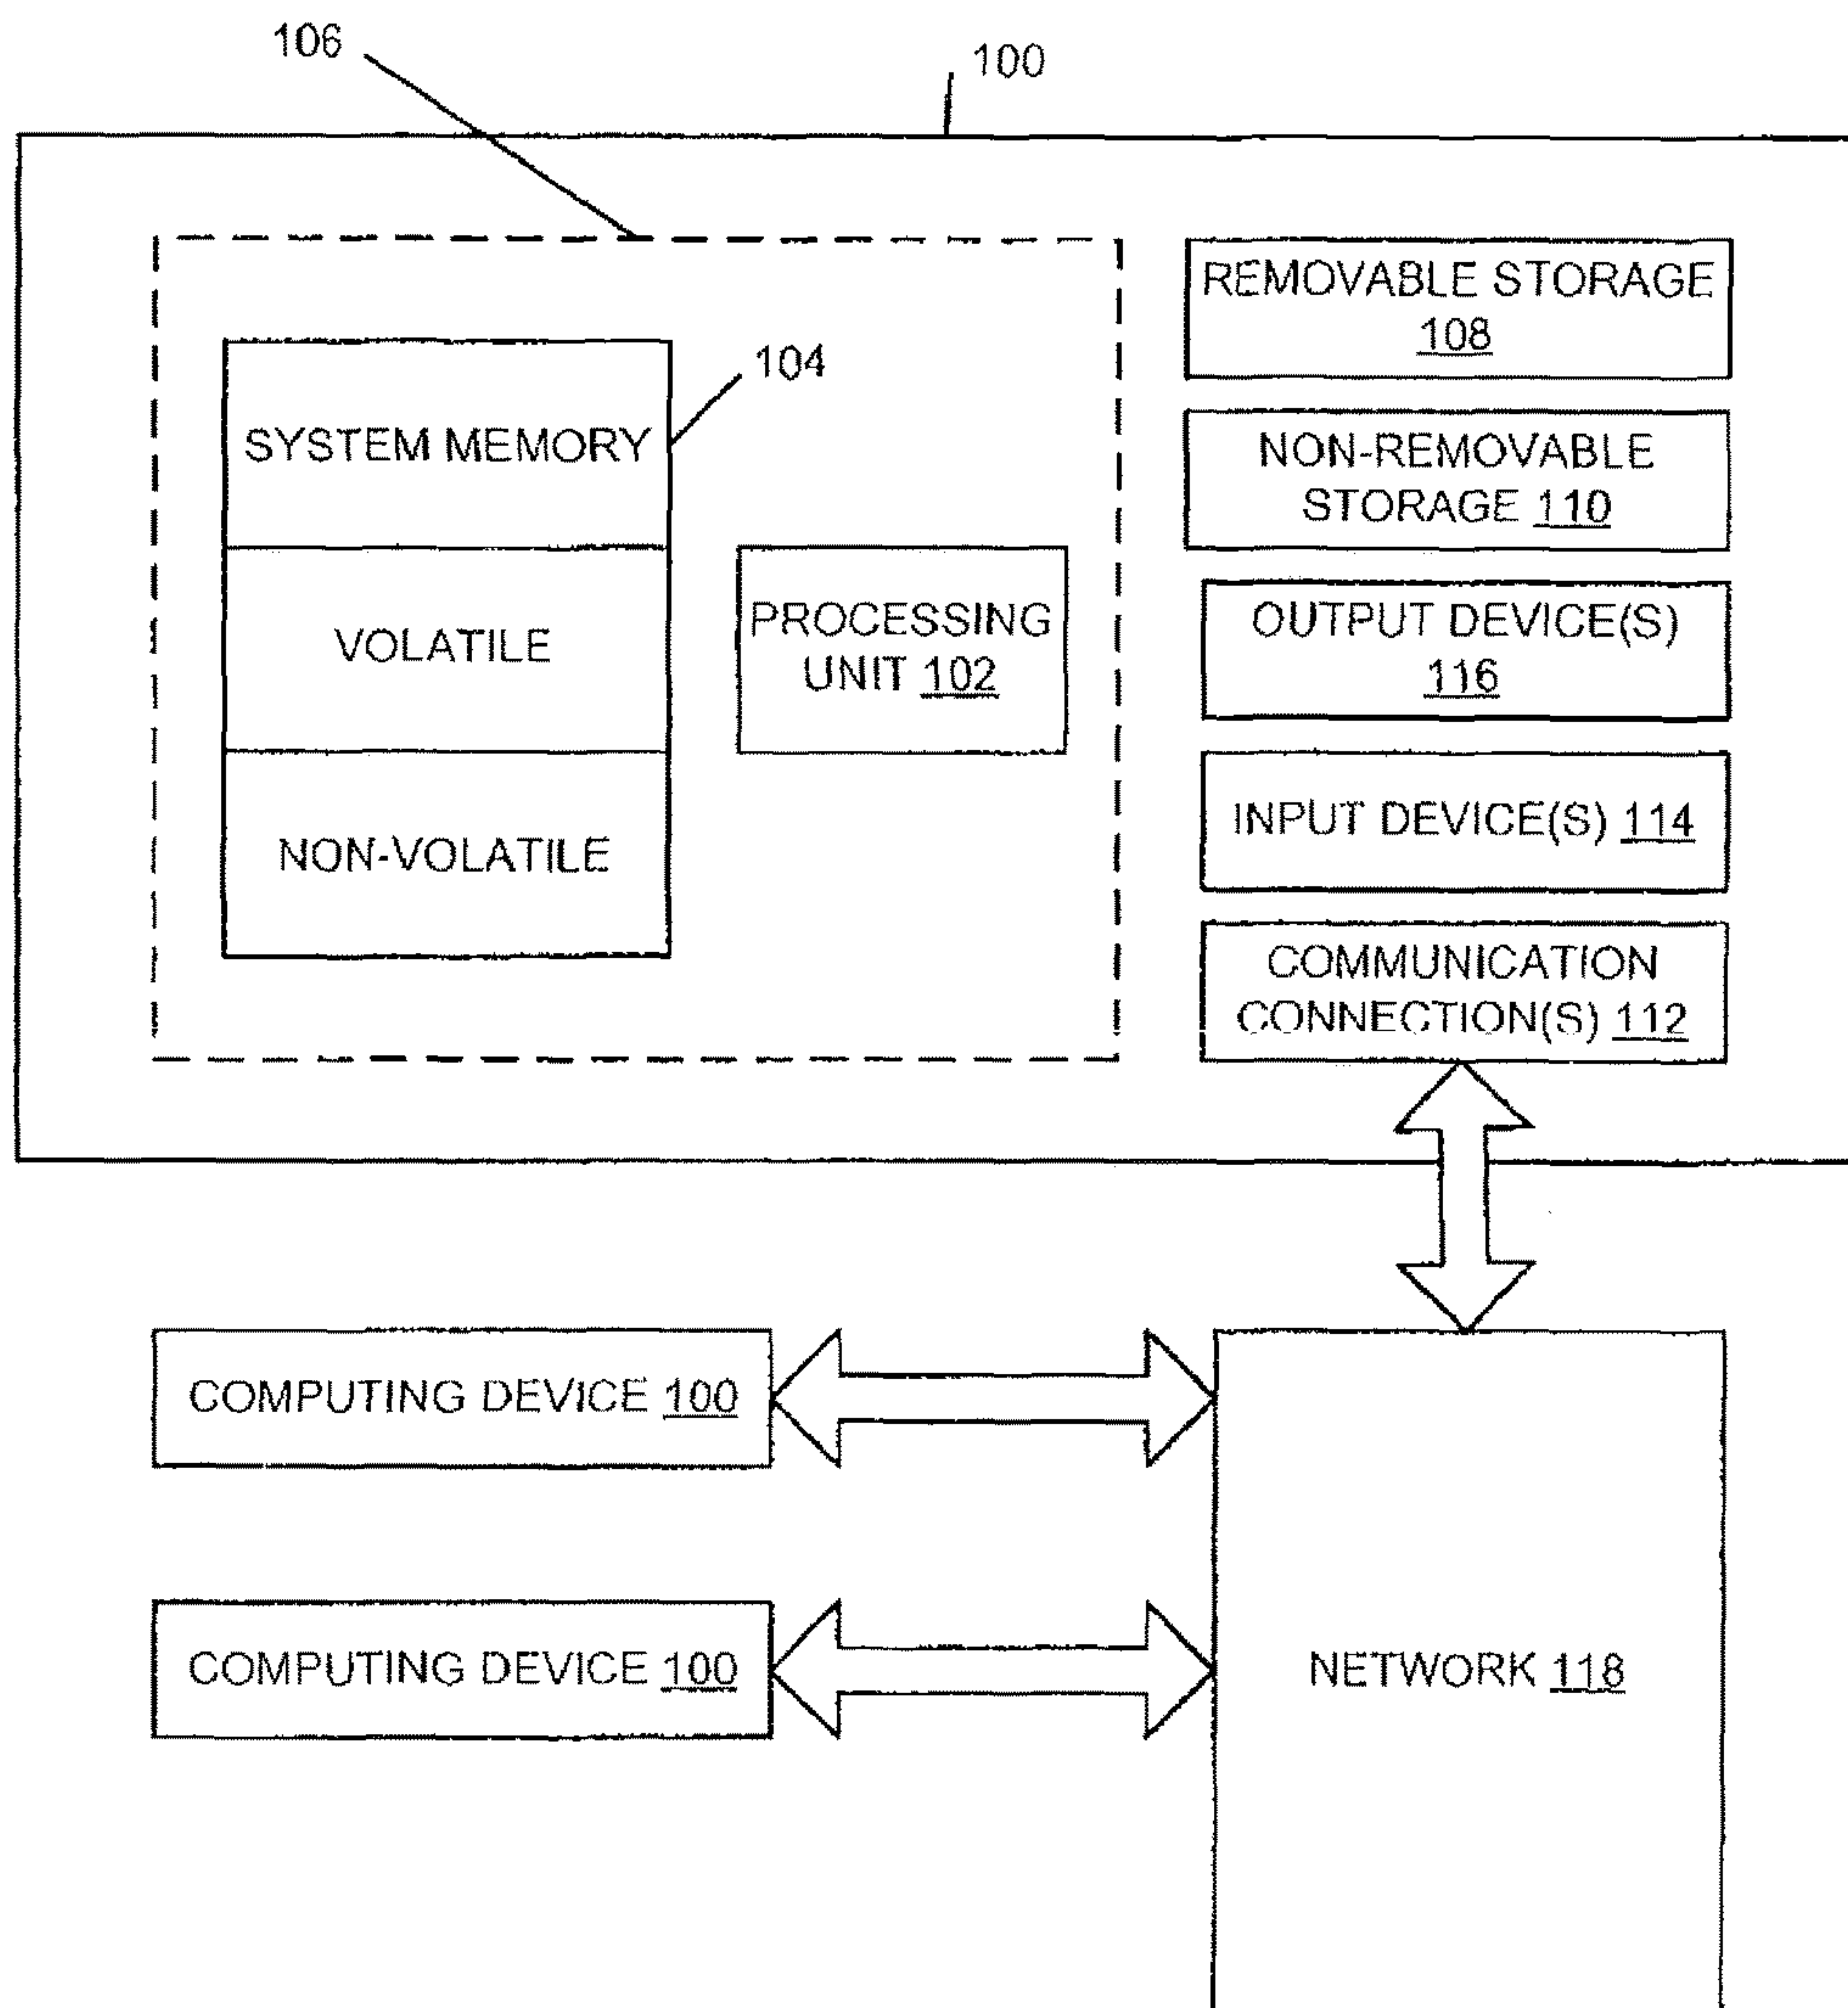 106
100
REMOVABLE STORAGE
108
104
SYSTEM MEMORY
NON-REMOVABLE
STORAGE 110
VOLATILE
PROCESSING
UNIT 102
OUTPUT DEVICE(S)
116
NON-VOLATILE
INPUT DEVICE(S) 114
COMMUNICATION
CONNECTION(S) 112
COMPUTING DEVICE 100
COMPUTING DEVICE 100
NETWORK 118